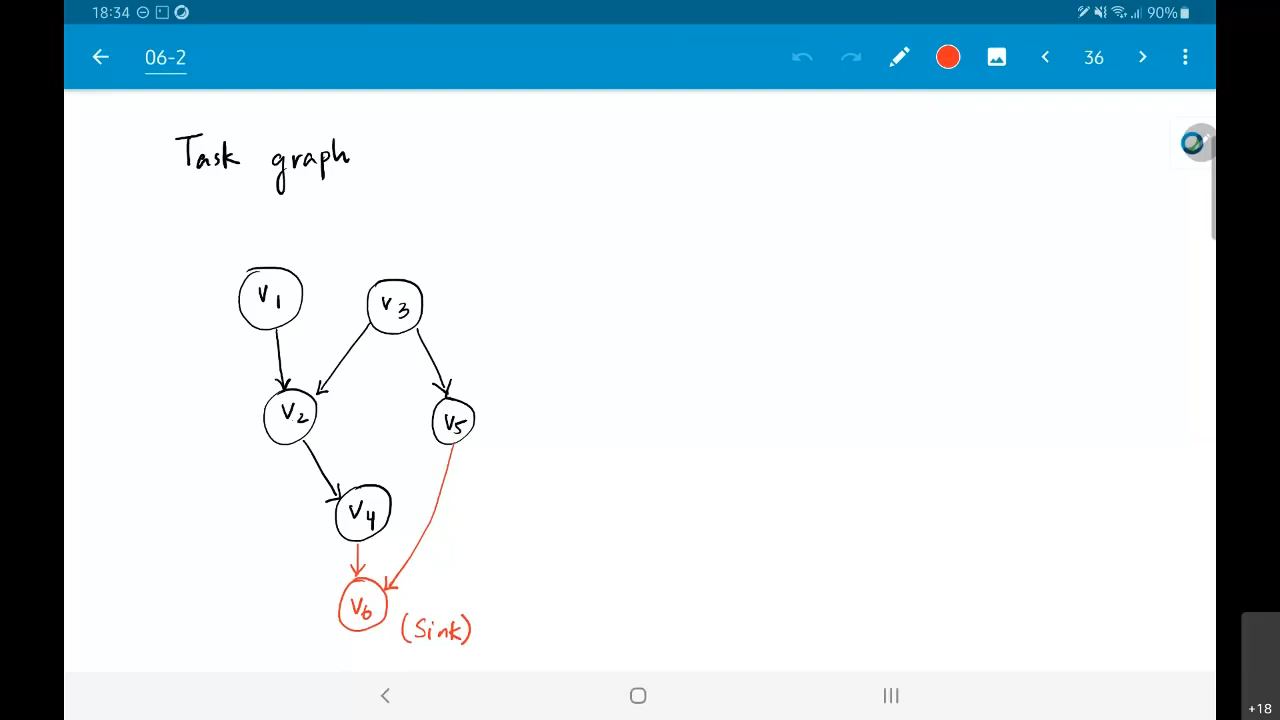 18:34
90%
06-2
36
Task graph
V1
V3
V2
V5
V4
V6
(Sink)
+18